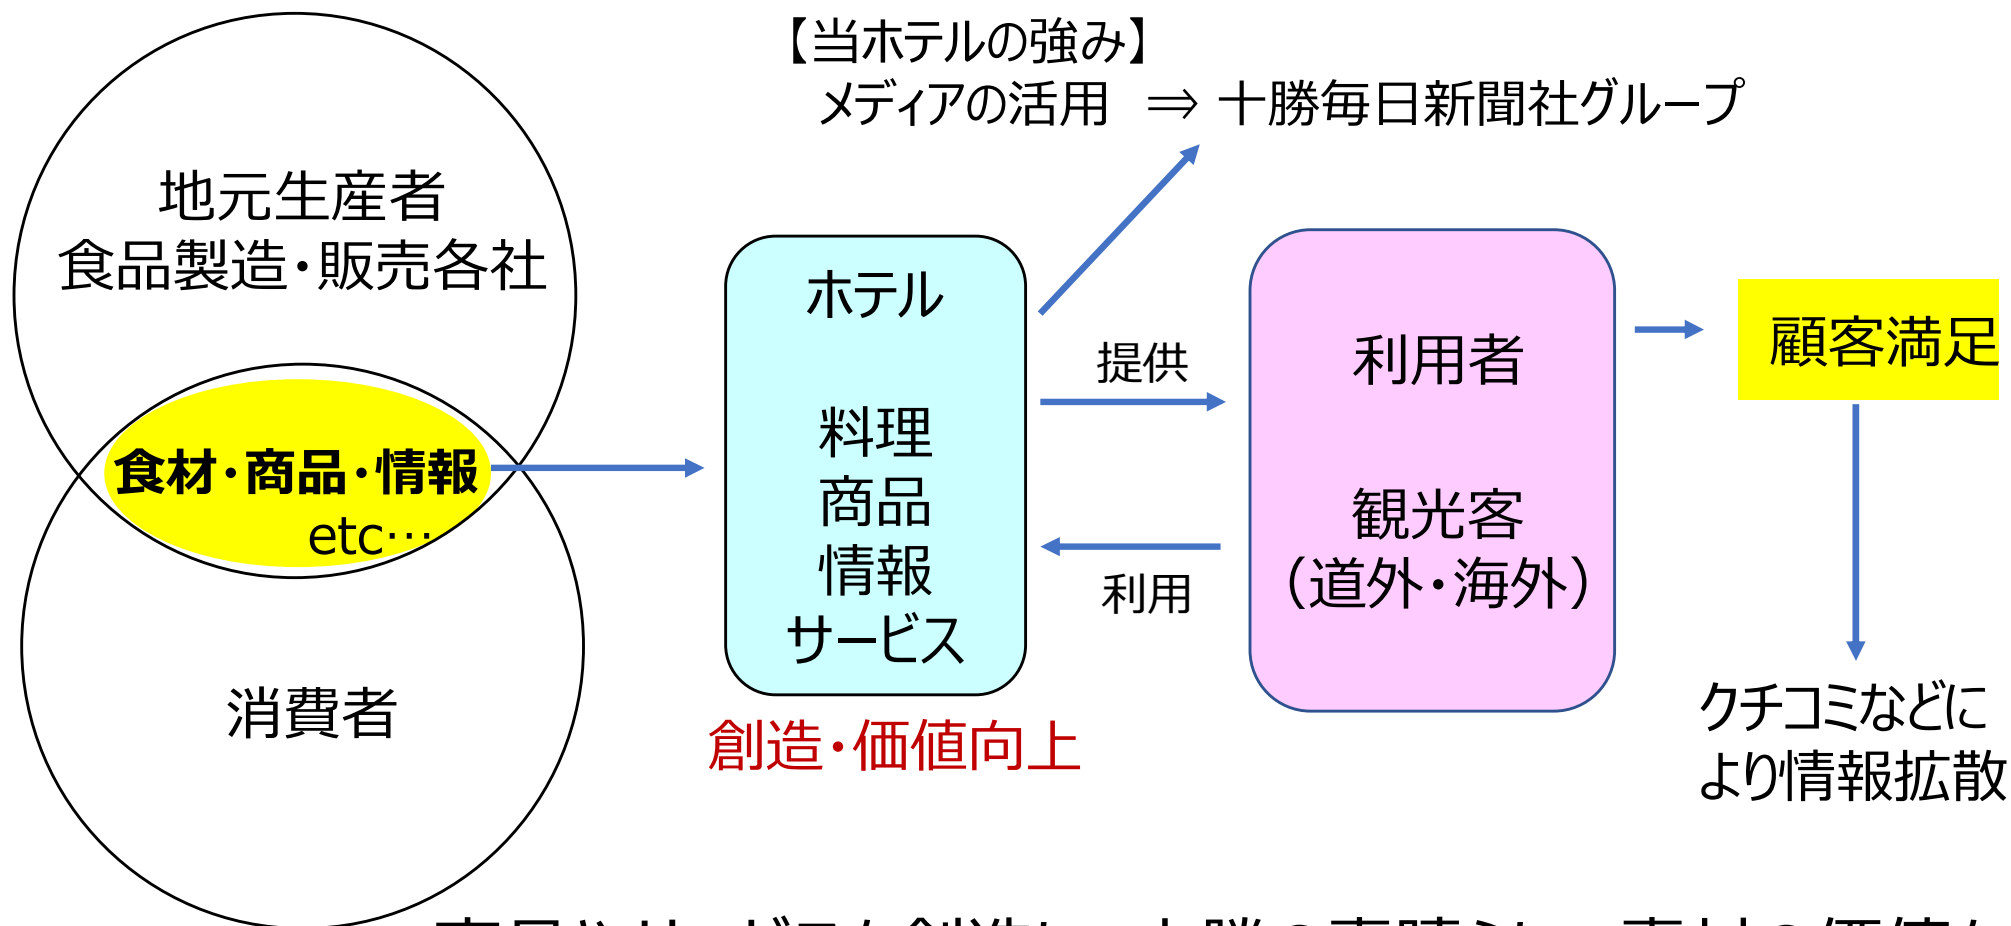 【当ホテルの強み】
メディアの活用 ⇒ 十勝毎日新聞社グループ
地元生産者
食品製造・販売各社
食材・商品・情報
etc…
消費者
ホテル
料理
商品
情報
サービス
創造・価値向上
提供
利用
利用者
観光客
（道外・海外）
顧客満足
クチコミなどに
より情報拡散